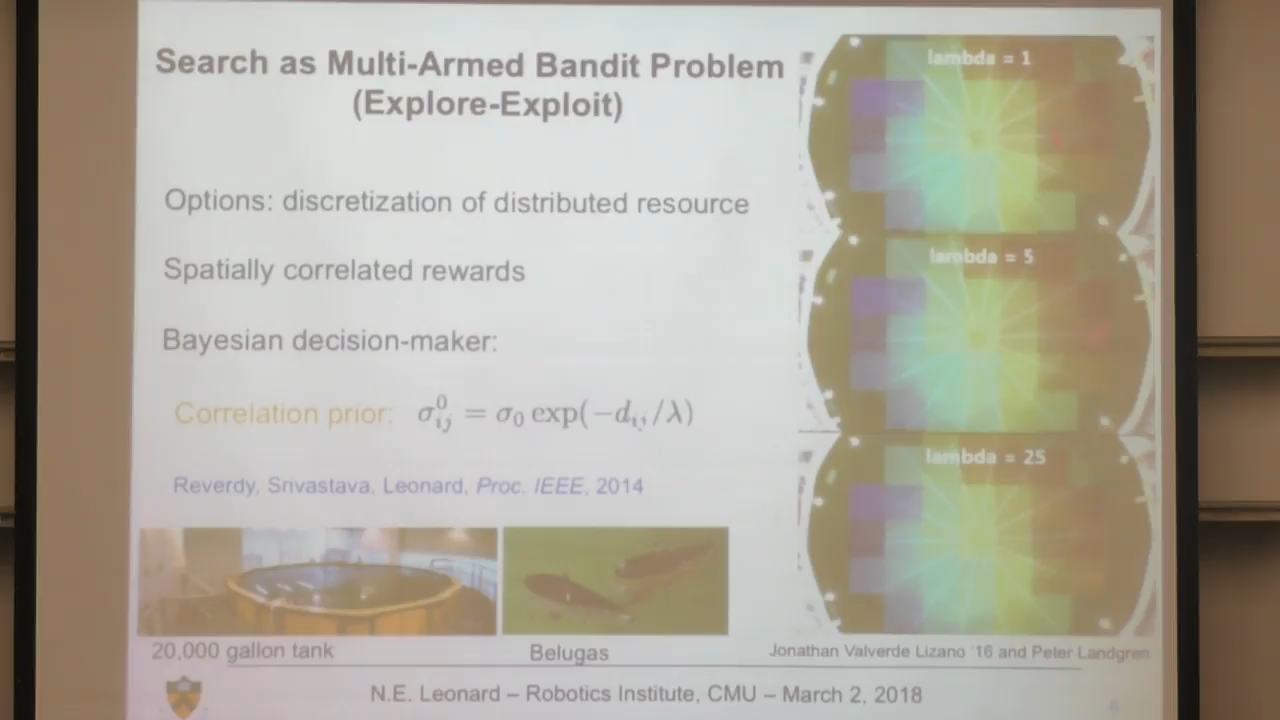 Search as Multi-Armed Bandit Problem
(Explore-Exploit)
Options: discretization of distributed resource
Spatially correlated rewards
Bayesian decision-maker:
Correlation prior: σ⁰ᵢⱼ = σ₀ exp(−dᵢⱼ/λ)
Reverdy, Srivastava, Leonard, Proc. IEEE, 2014
lambda = 1
lambda = 5
lambda = 25
20,000 gallon tank
Belugas
Jonathan Valverde Lizano '16 and Peter Landgren
N.E. Leonard – Robotics Institute, CMU – March 2, 2018